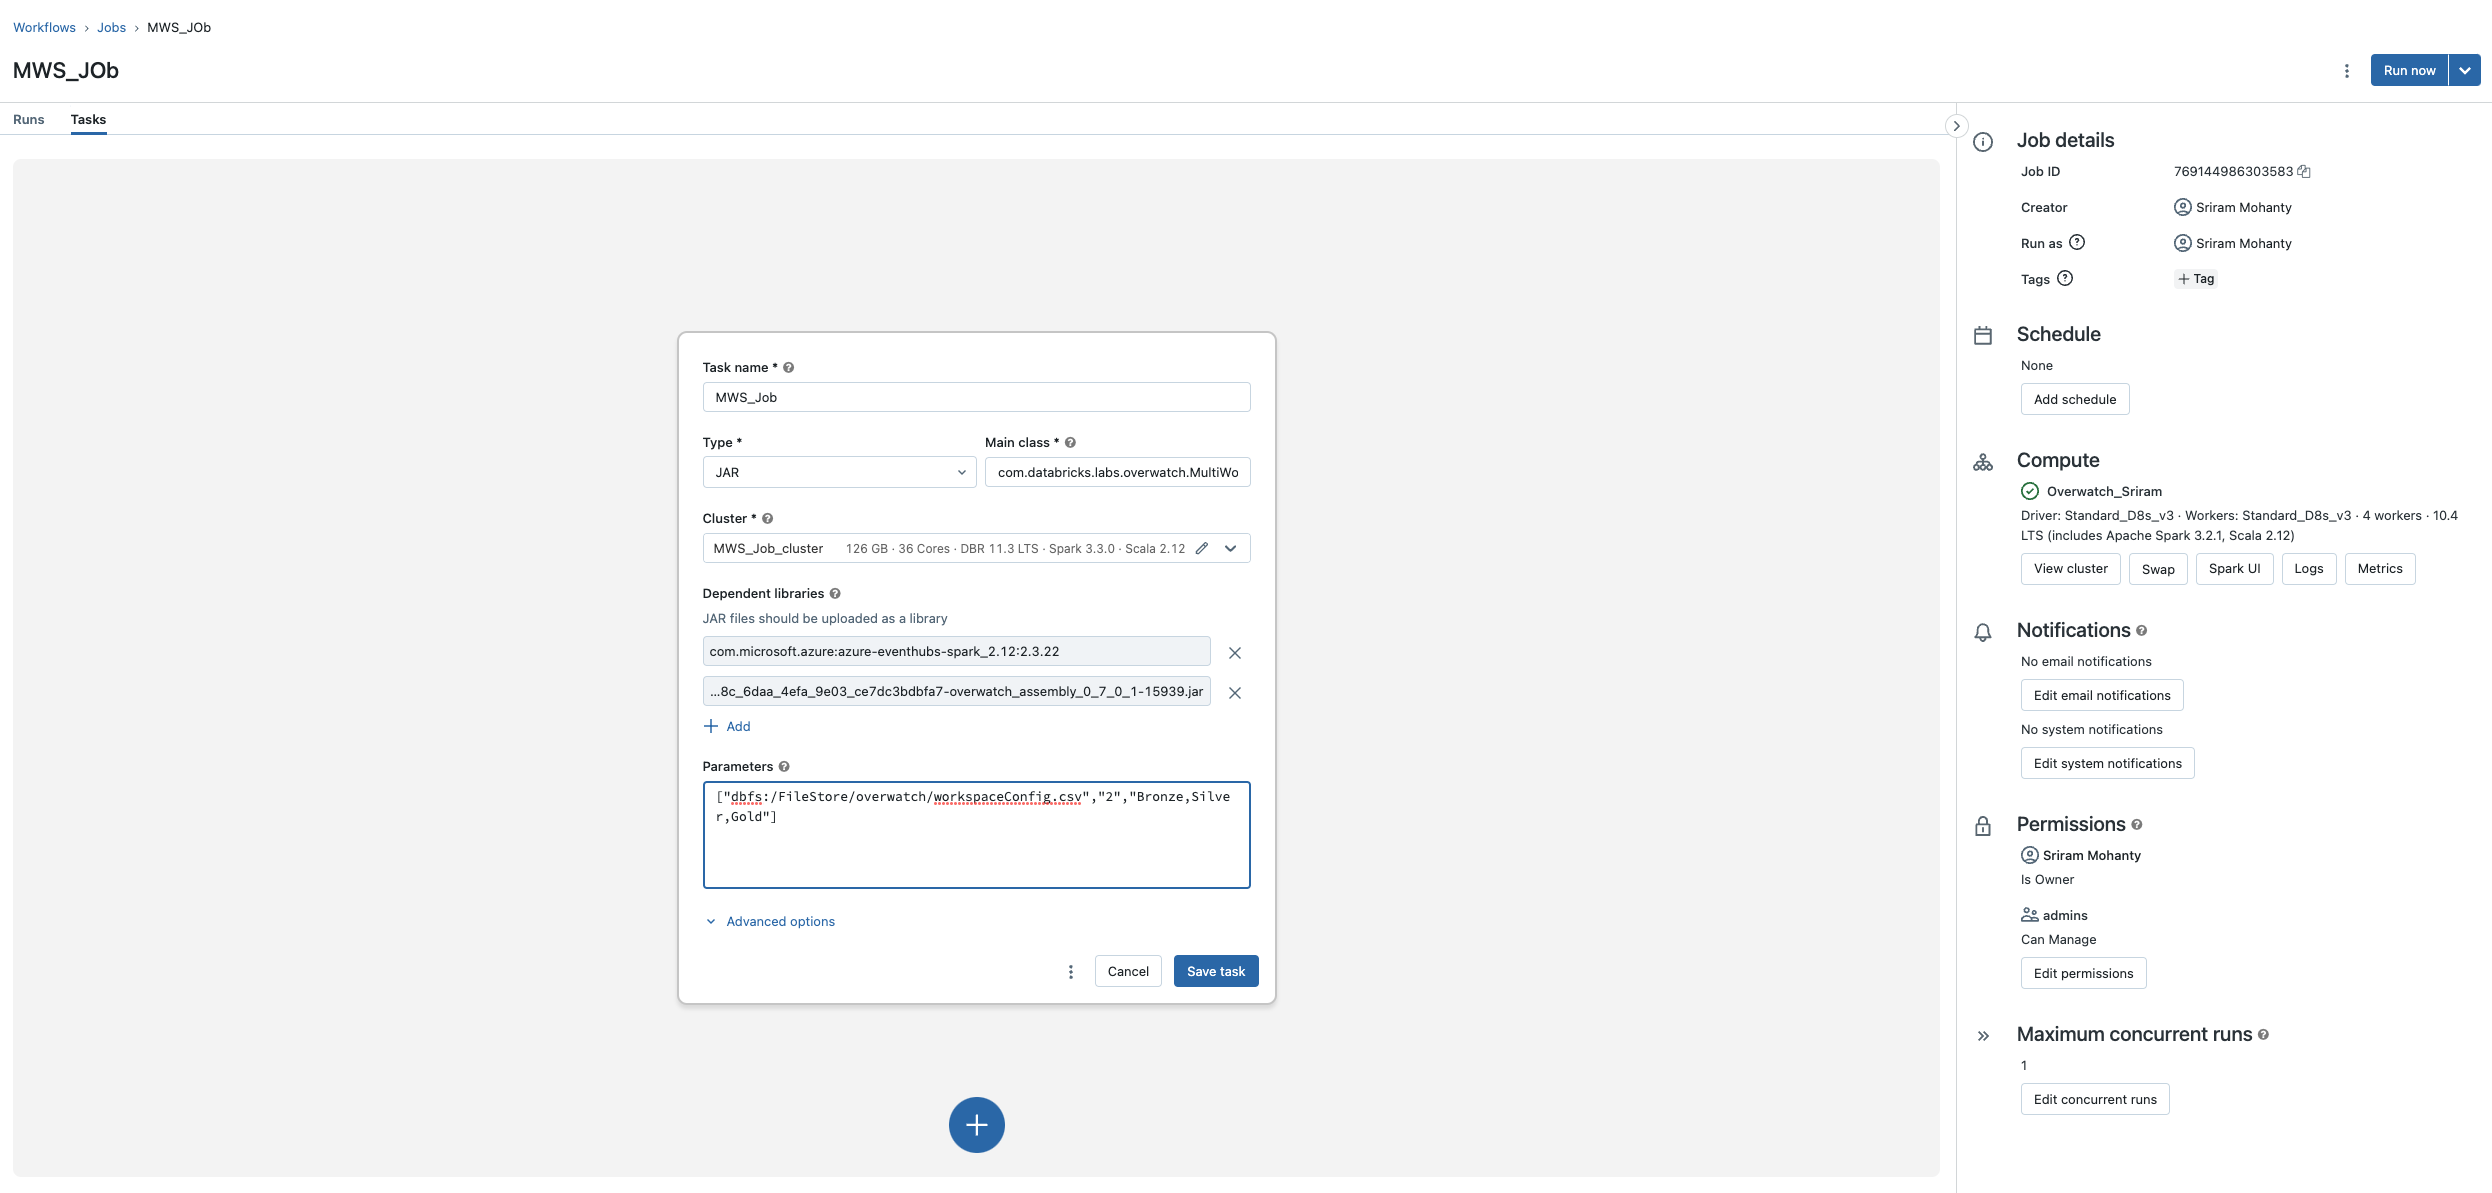 Workflows › Jobs › MWS_JOb
MWS_JOb
Run now
Runs Tasks
Task name *
MWS_Job
Type * Main class *
JAR com.databricks.labs.overwatch.MultiWo
Cluster *
MWS_Job_cluster 126 GB · 36 Cores · DBR 11.3 LTS · Spark 3.3.0 · Scala 2.12
Dependent libraries
JAR files should be uploaded as a library
com.microsoft.azure:azure-eventhubs-spark_2.12:2.3.22
...8c_6daa_4efa_9e03_ce7dc3bdbfa7-overwatch_assembly_0_7_0_1-15939.jar
Add
Parameters
["dbfs:/FileStore/overwatch/workspaceConfig.csv","2","Bronze,Silve
r,Gold"]
Advanced options
Cancel Save task
Job details
Job ID 769144986303583
Creator Sriram Mohanty
Run as Sriram Mohanty
Tags + Tag
Schedule
None
Add schedule
Compute
Overwatch_Sriram
Driver: Standard_D8s_v3 · Workers: Standard_D8s_v3 · 4 workers · 10.4
LTS (includes Apache Spark 3.2.1, Scala 2.12)
View cluster Swap Spark UI Logs Metrics
Notifications
No email notifications
Edit email notifications
No system notifications
Edit system notifications
Permissions
Sriram Mohanty
Is Owner
admins
Can Manage
Edit permissions
Maximum concurrent runs
1
Edit concurrent runs